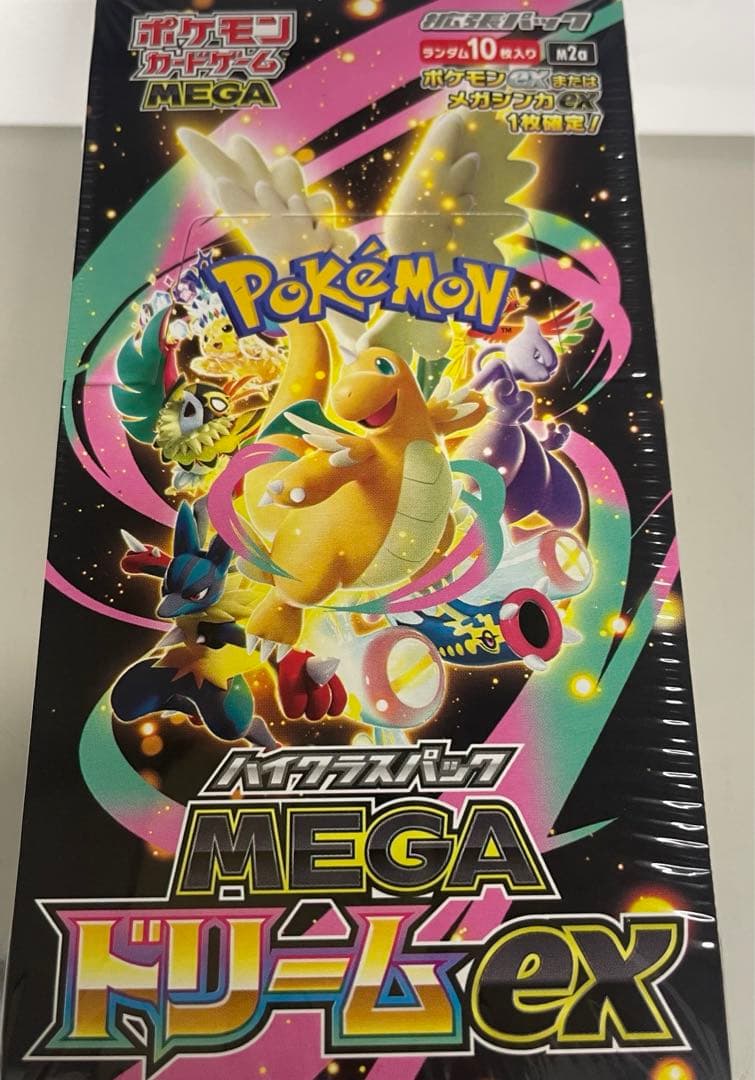 ポケモン
カードゲーム
MEGA
拡張パック
ランダム10枚入り
M2a
ポケモンexまたは
メガシンカex
1枚確定!
POKéMON
TM
ハイクラスパック
MEGA
ドリームex